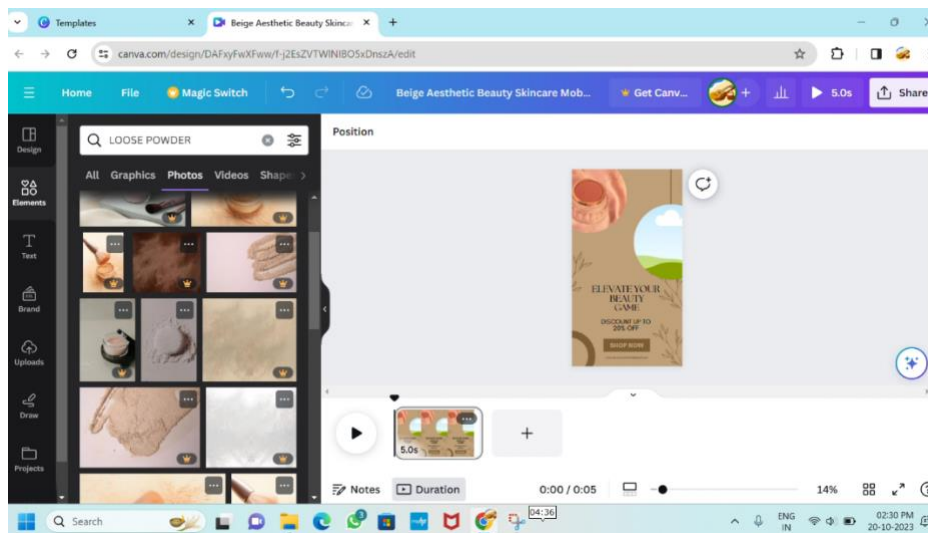 Templates
Beige Aesthetic Beauty Skincar
canva.com/design/DAFxyFwXFww/f-j2EsZVTWINIBOSxDnszA/edit
Home File Magic Switch Beige Aesthetic Beauty Skincare Mob... Get Canv... 5.0s Share
Design
Elements
Text
Brand
Uploads
Draw
Projects
LOOSE POWDER
All Graphics Photos Videos Shapes
Position
ELEVATE YOUR
BEAUTY
GAME
DISCOUNT UP TO
20% OFF
SHOP NOW
5.0s
Notes Duration 0:00 / 0:05 14%
Search
04:36
ENG
IN
02:30 PM
20-10-2023